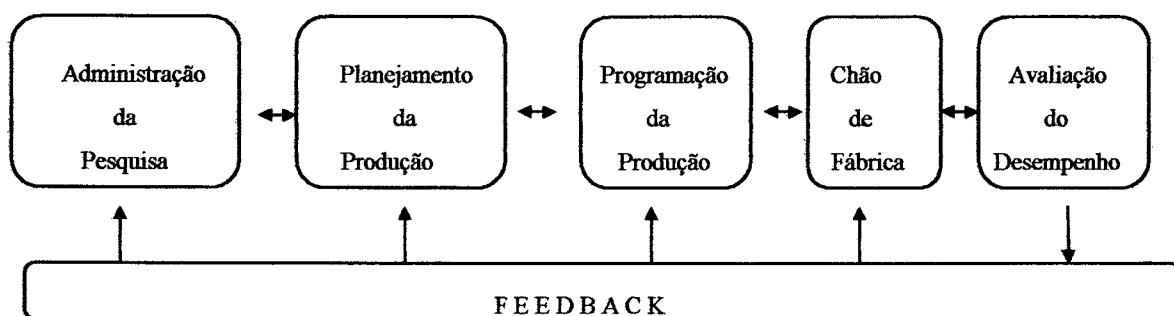 Administração
da
Pesquisa
Planejamento
da
Produção
Programação
da
Produção
Chão
de
Fábrica
Avaliação
do
Desempenho
FEEDBACK